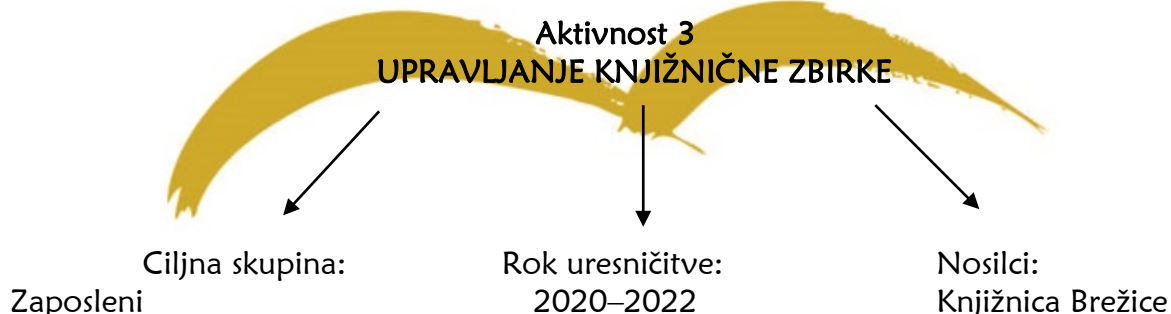 Aktivnost 3
UPRAVLJANJE KNJIŽNIČNE ZBIRKE
Ciljna skupina:
Zaposleni
Rok uresničitve:
2020–2022
Nosilci:
Knjižnica Brežice